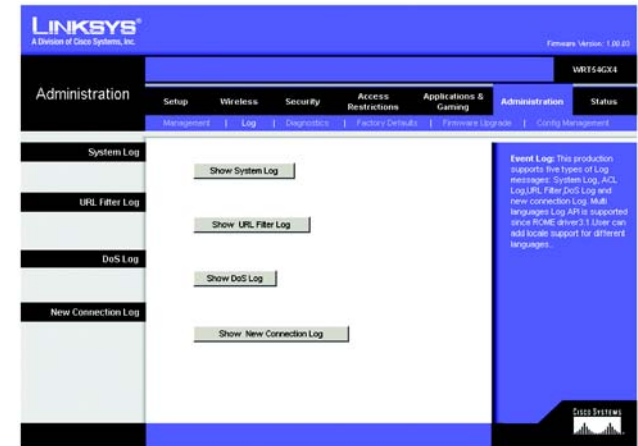 LINKSYS®
A Division of Cisco Systems, Inc.
Firmware Version: 1.00.03
WRT54GX4
Administration
Setup Wireless Security Access Restrictions Applications & Gaming Administration Status
Management | Log | Diagnostics | Factory Defaults | Firmware Upgrade | Config Management
System Log
Show System Log
URL Filter Log
Show URL Filter Log
DoS Log
Show DoS Log
New Connection Log
Show New Connection Log
Event Log: This production
supports five types of Log
messages: System Log, ACL
Log,URL Filter,DoS Log and
new connection Log. Multi
languages Log API is supported
since ROME driver3.1.User can
add locale support for different
languages..
CISCO SYSTEMS